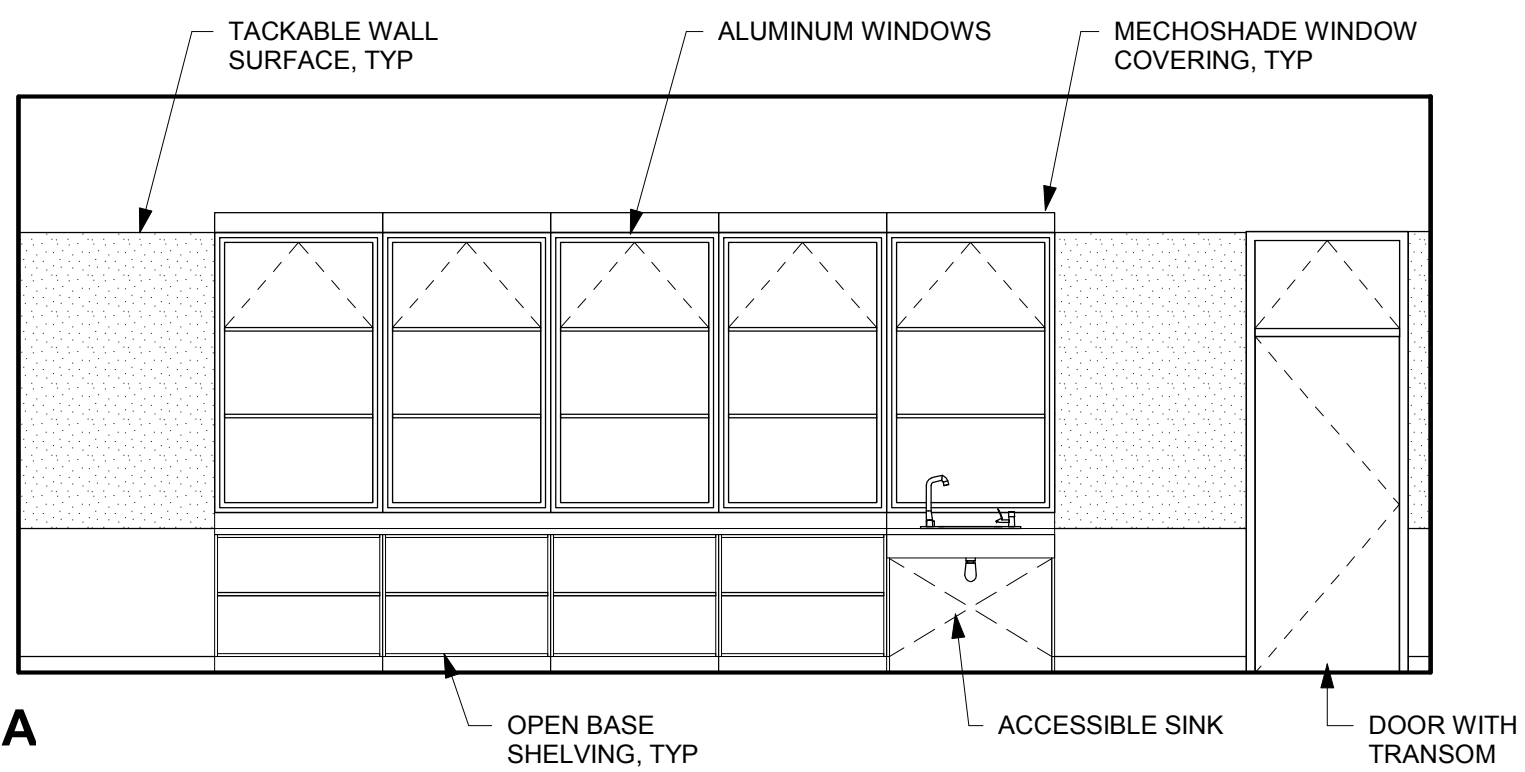 TACKABLE WALL
SURFACE, TYP
ALUMINUM WINDOWS
MECHOSHADE WINDOW
COVERING, TYP
A
OPEN BASE
SHELVING, TYP
ACCESSIBLE SINK
DOOR WITH
TRANSOM